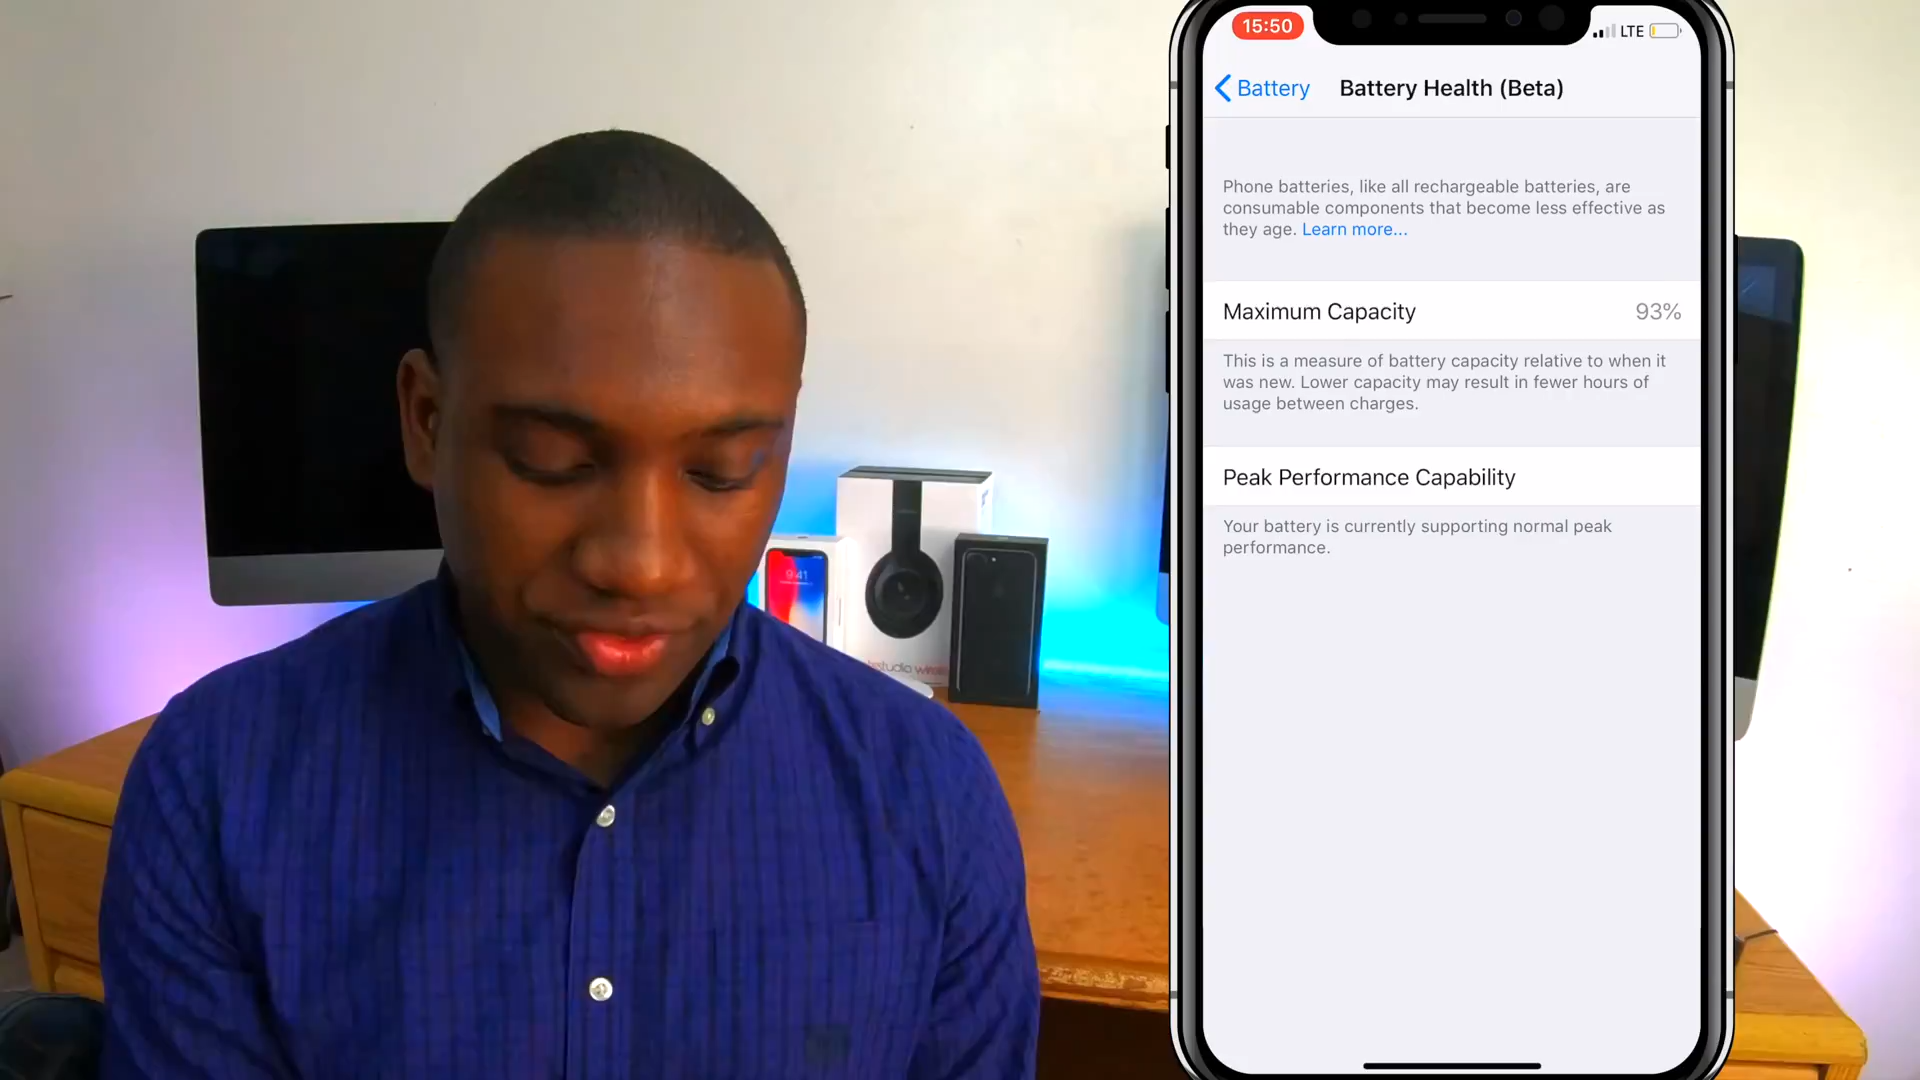 15:50
LTE
Battery
Battery Health (Beta)
Phone batteries, like all rechargeable batteries, are
consumable components that become less effective as
they age. Learn more...
Maximum Capacity 93%
This is a measure of battery capacity relative to when it
was new. Lower capacity may result in fewer hours of
usage between charges.
Peak Performance Capability
Your battery is currently supporting normal peak
performance.
9:41
studio